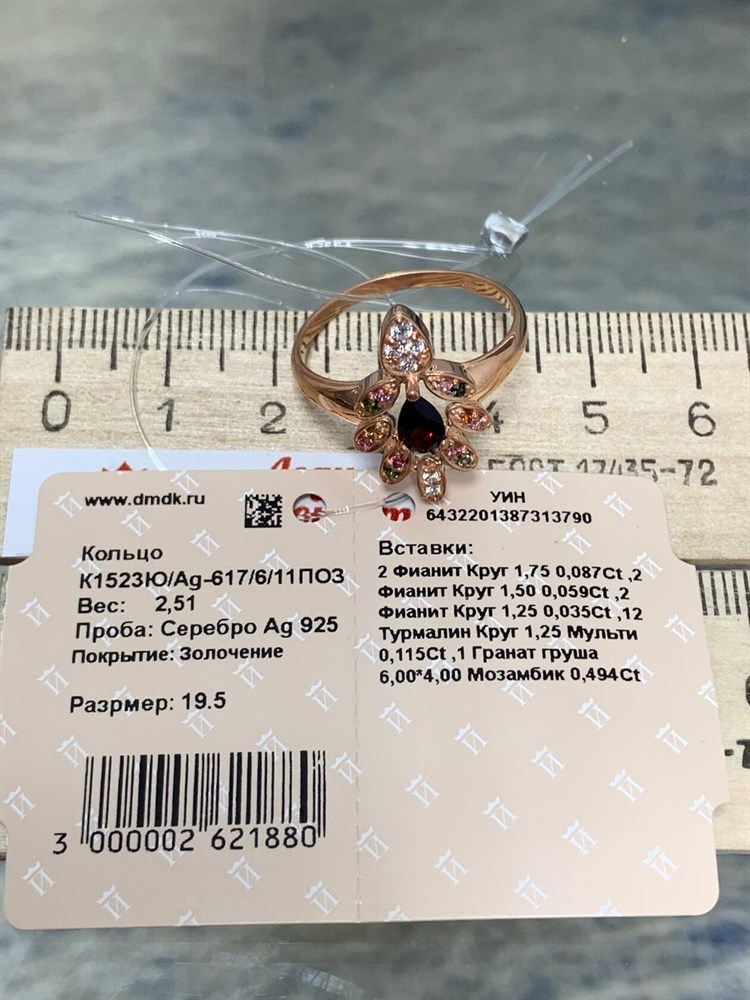 0 1 2 4 5 6
ГОСТ 17435-72
www.dmdk.ru
УИН
6432201387313790
Кольцо
К1523Ю/Ag-617/6/11ПОЗ
Вес: 2,51
Проба: Серебро Ag 925
Покрытие: Золочение
Разрмер: 19.5
3 000002 621880
Вставки:
2 Фианит Круг 1,75 0,087Ct ,2
Фианит Круг 1,50 0,059Ct ,2
Фианит Круг 1,25 0,035Ct ,12
Турмалин Круг 1,25 Мульти
0,115Ct ,1 Гранат груша
6,00*4,00 Мозамбик 0,494Ct